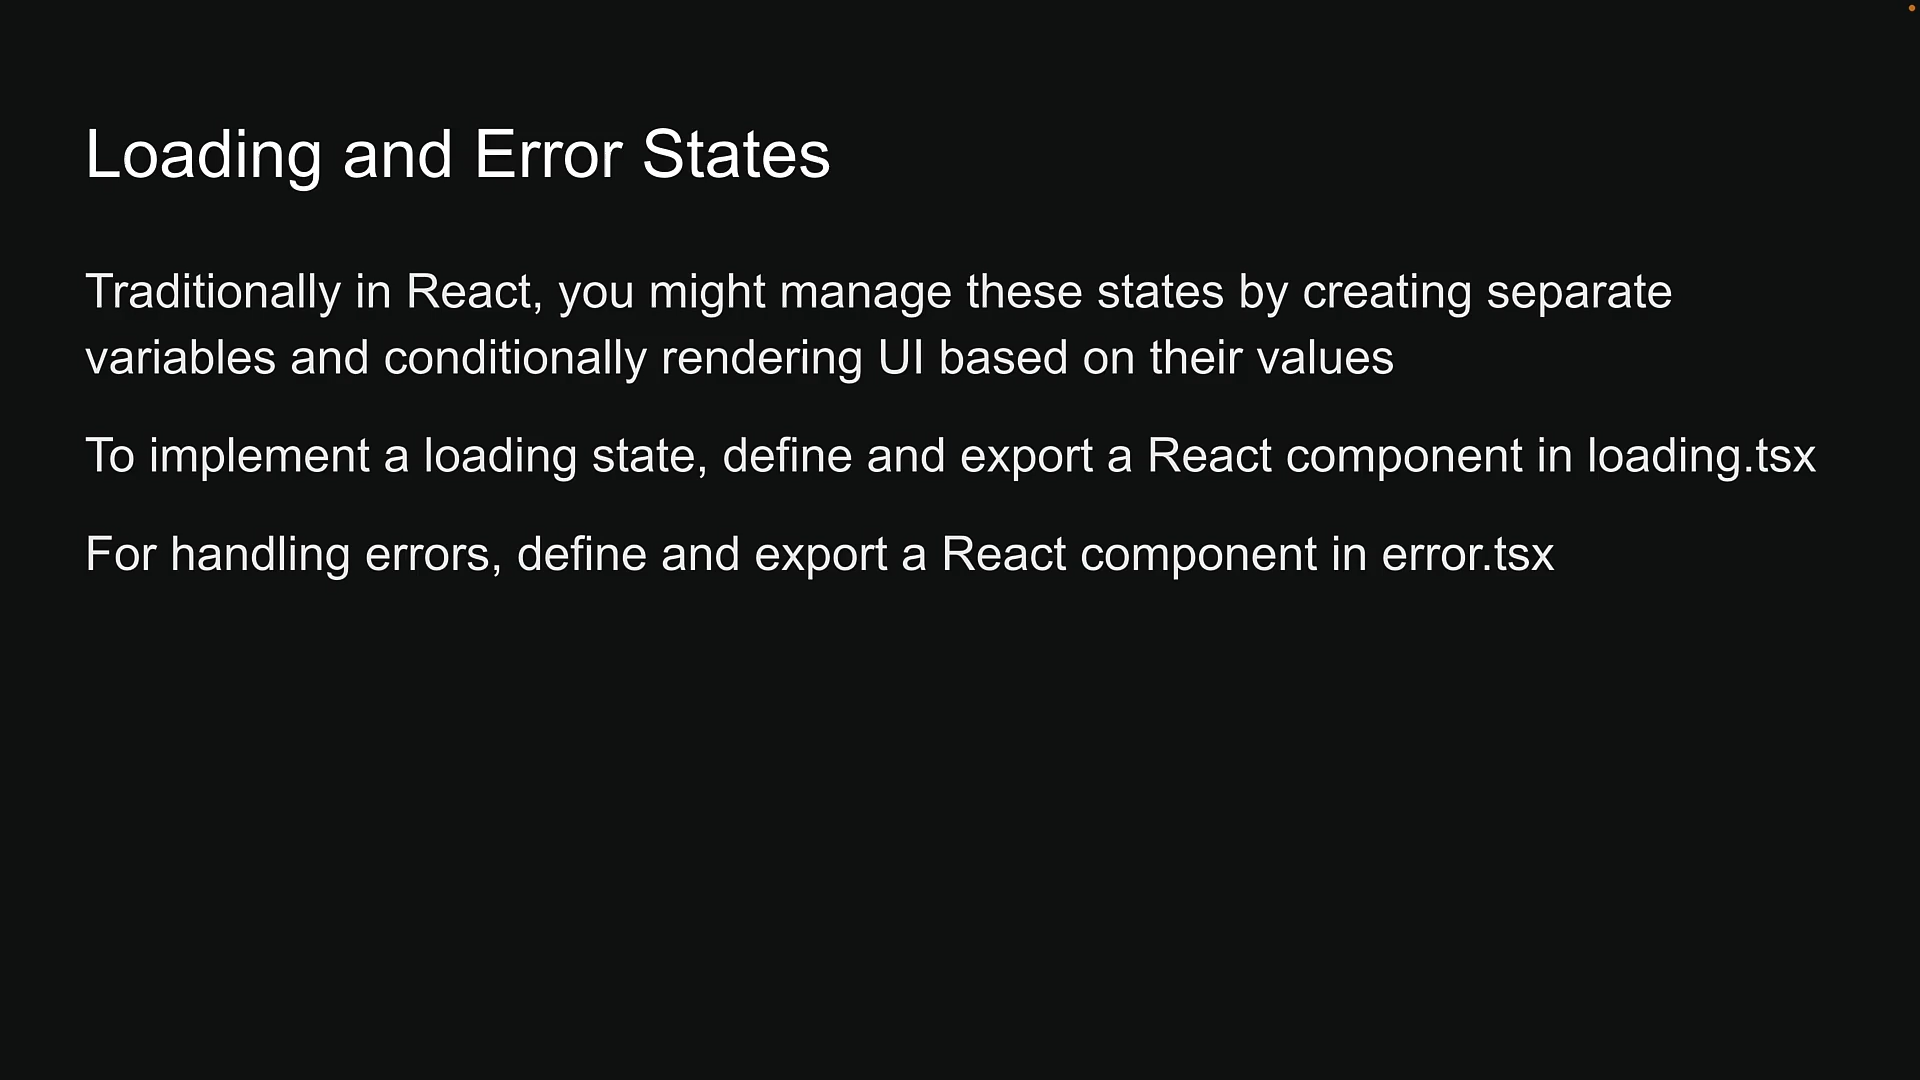 Loading and Error States
Traditionally in React, you might manage these states by creating separate
variables and conditionally rendering UI based on their values
To implement a loading state, define and export a React component in loading.tsx
For handling errors, define and export a React component in error.tsx